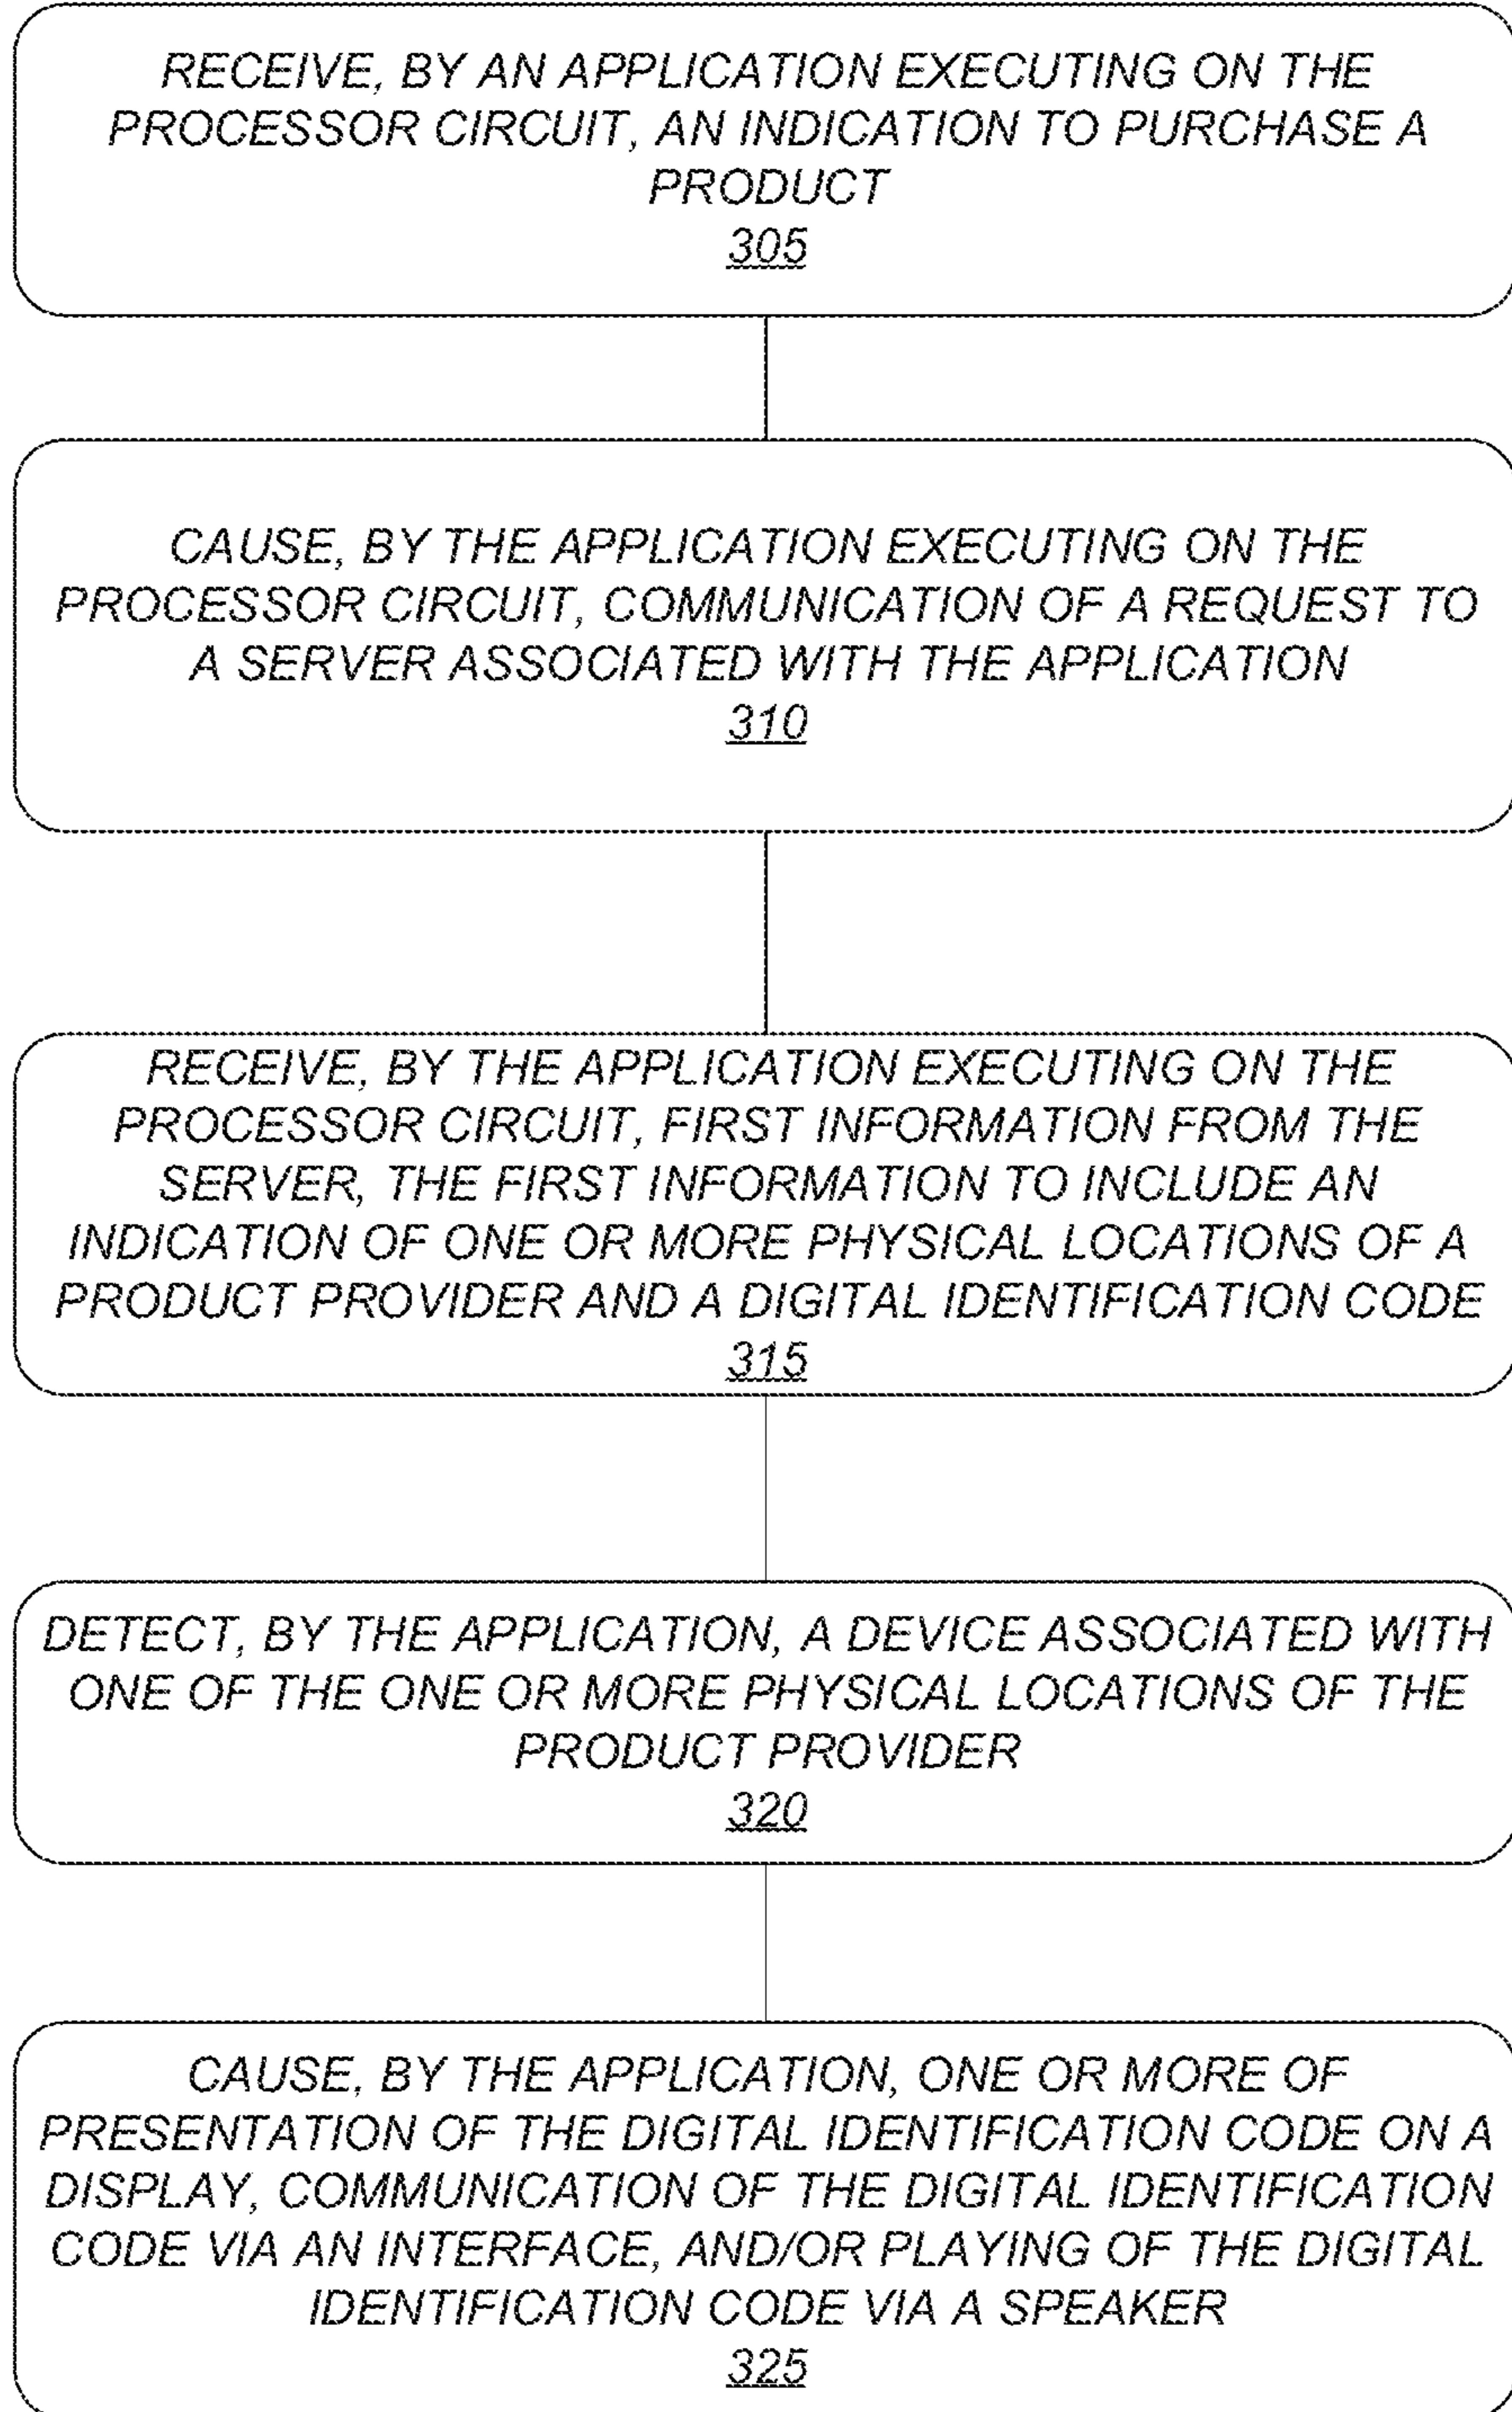 RECEIVE, BY AN APPLICATION EXECUTING ON THE
PROCESSOR CIRCUIT, AN INDICATION TO PURCHASE A
PRODUCT
305
CAUSE, BY THE APPLICATION EXECUTING ON THE
PROCESSOR CIRCUIT, COMMUNICATION OF A REQUEST TO
A SERVER ASSOCIATED WITH THE APPLICATION
310
RECEIVE, BY THE APPLICATION EXECUTING ON THE
PROCESSOR CIRCUIT, FIRST INFORMATION FROM THE
SERVER, THE FIRST INFORMATION TO INCLUDE AN
INDICATION OF ONE OR MORE PHYSICAL LOCATIONS OF A
PRODUCT PROVIDER AND A DIGITAL IDENTIFICATION CODE
315
DETECT, BY THE APPLICATION, A DEVICE ASSOCIATED WITH
ONE OF THE ONE OR MORE PHYSICAL LOCATIONS OF THE
PRODUCT PROVIDER
320
CAUSE, BY THE APPLICATION, ONE OR MORE OF
PRESENTATION OF THE DIGITAL IDENTIFICATION CODE ON A
DISPLAY, COMMUNICATION OF THE DIGITAL IDENTIFICATION
CODE VIA AN INTERFACE, AND/OR PLAYING OF THE DIGITAL
IDENTIFICATION CODE VIA A SPEAKER
325